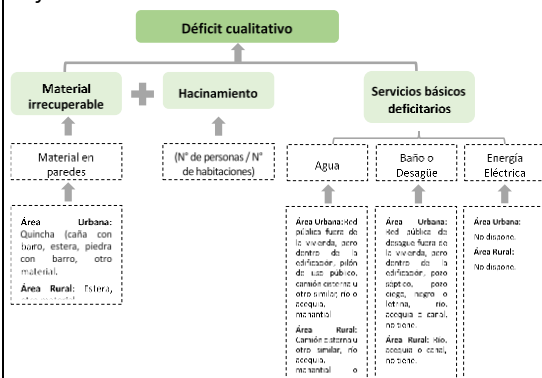 Déficit cualitativo
Material
irrecuperable
Hacinamiento
Servicios básicos
deficitarios
Material en
paredes
(N° de personas / N°
de habitaciones)
Agua
Baño o
Desagüe
Energía
Eléctrica
Área Urbana:
Quincha (caña con
barro, estera, piedra
con barro, otro
material.
Área Rural: Estera,
otro material
Área Urbana: Red
pública fuera de
la vivienda, pero
dentro de la
edificación, pilón
de uso público,
camión cisterna u
otro similar, río o
acequia,
manantial
Área Rural:
Camión cisterna u
otro similar, río
acequia,
manantial o
Área Urbana:
Red pública de
desague fuera de
la vivienda, pero
dentro de la
edificación, pozo
séptico, pozo
ciego, negro o
letrina, río,
acequia o canal,
no tiene.
Área Rural: Río,
acequia o canal,
no tiene.
Área Urbana:
No dispone.
Área Rural:
No dispone.